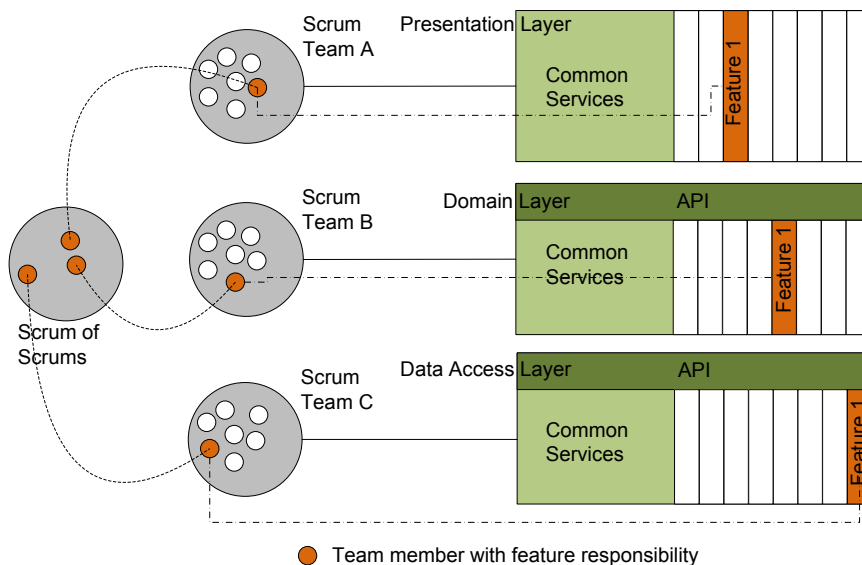 Scrum
Team A
Presentation Layer
Common
Services
Feature 1
Scrum
Team B
Domain Layer
API
Common
Services
Feature 1
Scrum of
Scrums
Scrum
Team C
Data Access Layer
API
Common
Services
Feature 1
Team member with feature responsibility